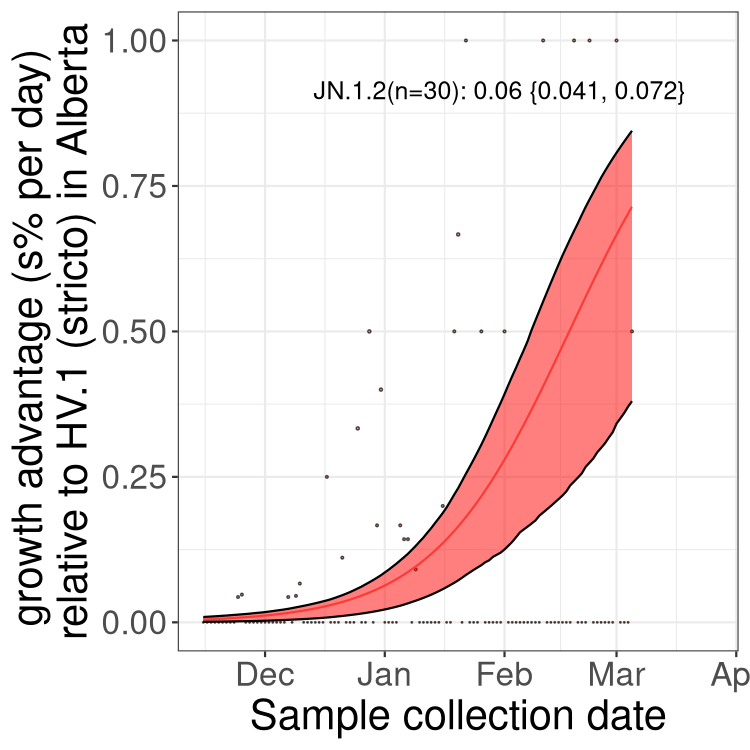 growth advantage (s% per day)
relative to HV.1 (stricto) in Alberta
1.00
0.75
0.50
0.25
0.00
JN.1.2(n=30): 0.06 {0.041, 0.072}
Dec Jan Feb Mar Ap
Sample collection date